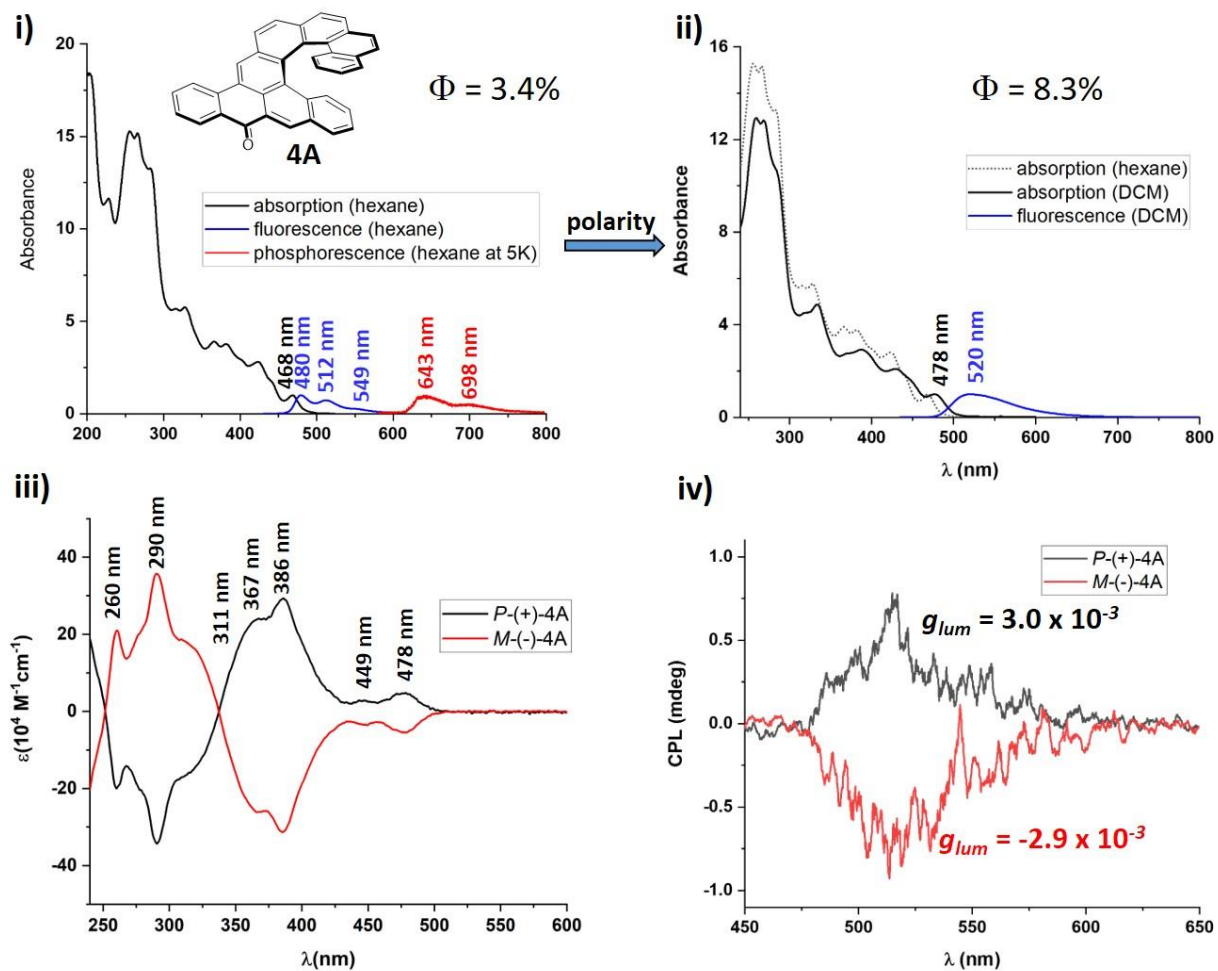 i)
20
15
10
5
0
Absorbance
O
4A
Φ = 3.4%
absorption (hexane)
fluorescence (hexane)
phosphorescence (hexane at 5K)
468 nm
480 nm
512 nm
549 nm
643 nm
698 nm
200 300 400 500 600 700 800
polarity
ii)
16
12
8
4
0
Absorbance
Φ = 8.3%
absorption (hexane)
absorption (DCM)
fluorescence (DCM)
478 nm
520 nm
300 400 500 600 700 800
λ (nm)
iii)
40
20
0
-20
-40
ε(10⁴ M⁻¹cm⁻¹)
260 nm
290 nm
311 nm
367 nm
386 nm
449 nm
478 nm
P-(+)-4A
M-(-)-4A
250 300 350 400 450 500 550 600
λ(nm)
iv)
1.0
0.5
0.0
-0.5
-1.0
CPL (mdeg)
P-(+)-4A
M-(-)-4A
g_lum = 3.0 x 10⁻³
g_lum = -2.9 x 10⁻³
450 500 550 600 650
λ (nm)